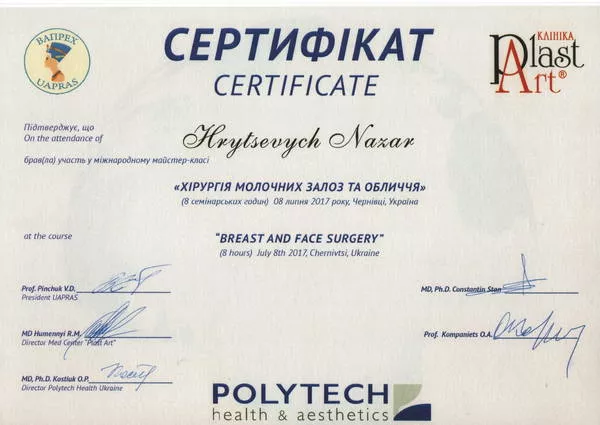 ВАПРЕХ
UAPRAS
СЕРТИФІКАТ
CERTIFICATE
КЛІНІКА
Plast
Art®
Підтверджує, що
On the attendance of
Hrytsevych Nazar
брав(ла) участь у міжнародному майстер-класі
«ХІРУРГІЯ МОЛОЧНИХ ЗАЛОЗ ТА ОБЛИЧЧЯ»
(8 семінарських годин) 08 липня 2017 року, Чернівці, Україна
at the course
"BREAST AND FACE SURGERY"
(8 hours) July 8th 2017, Chernivtsi, Ukraine
Prof. Pinchuk V.D.
President UAPRAS
MD, Ph.D. Constantin Stan
MD Humennyi R.M.
Director Med Center "Plast Art"
Prof. Kompaniets O.A.
MD, Ph.D. Kostiuk O.P.
Director Polytech Health Ukraine
POLYTECH
health & aesthetics